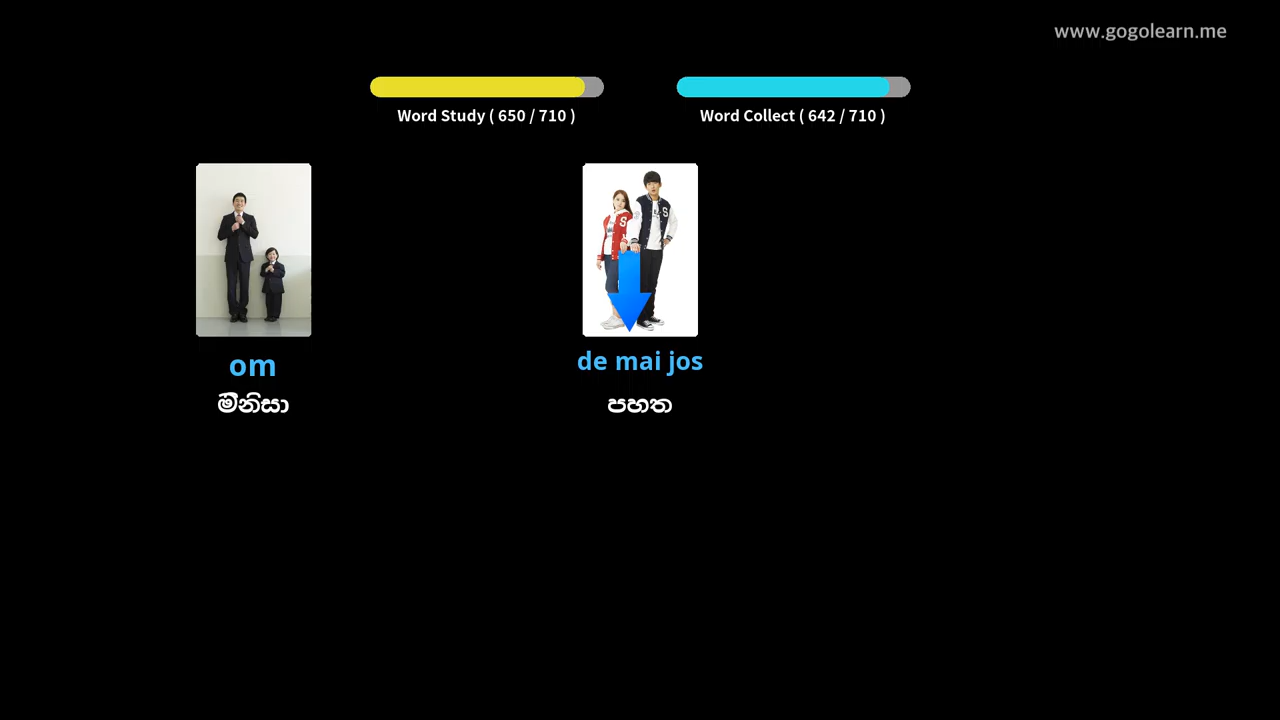 www.gogolearn.me
Word Study ( 650 / 710 )
Word Collect ( 642 / 710 )
om
de mai jos
මිනිසා
පහත
S
S